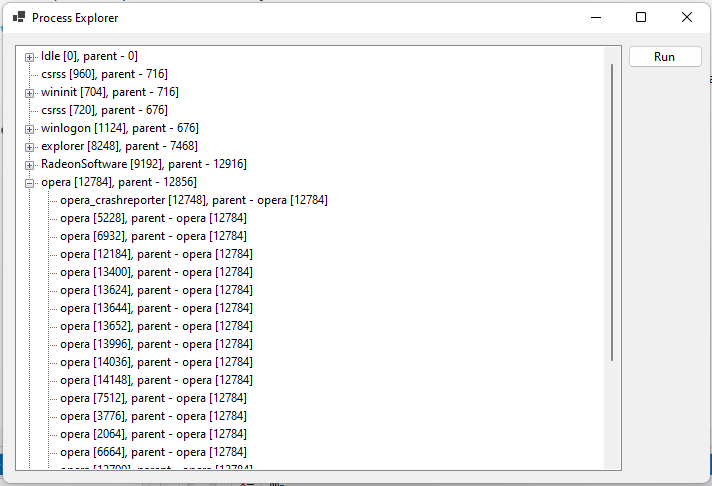 Process Explorer
Run
Idle [0], parent - 0]
csrss [960], parent - 716]
wininit [704], parent - 716]
csrss [720], parent - 676]
winlogon [1124], parent - 676]
explorer [8248], parent - 7468]
RadeonSoftware [9192], parent - 12916]
opera [12784], parent - 12856]
opera_crashreporter [12748], parent - opera [12784]
opera [5228], parent - opera [12784]
opera [6932], parent - opera [12784]
opera [12184], parent - opera [12784]
opera [13400], parent - opera [12784]
opera [13624], parent - opera [12784]
opera [13644], parent - opera [12784]
opera [13652], parent - opera [12784]
opera [13996], parent - opera [12784]
opera [14036], parent - opera [12784]
opera [14148], parent - opera [12784]
opera [7512], parent - opera [12784]
opera [3776], parent - opera [12784]
opera [2064], parent - opera [12784]
opera [6664], parent - opera [12784]